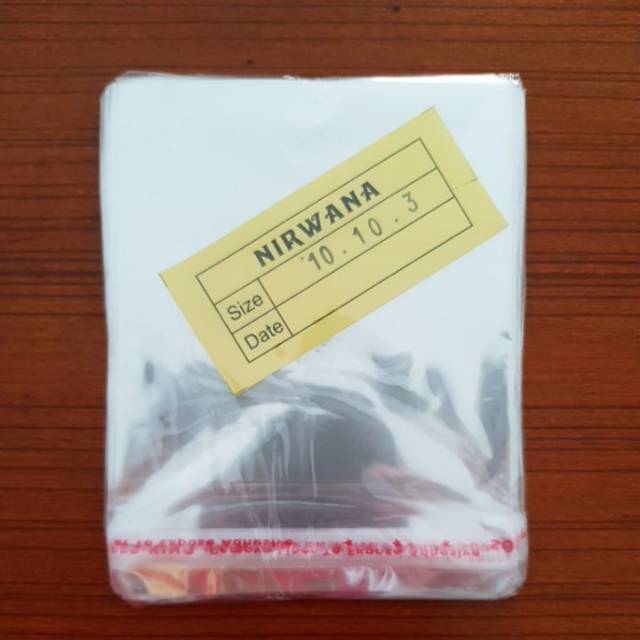 NIRWANA
Size 10.10.3
Date